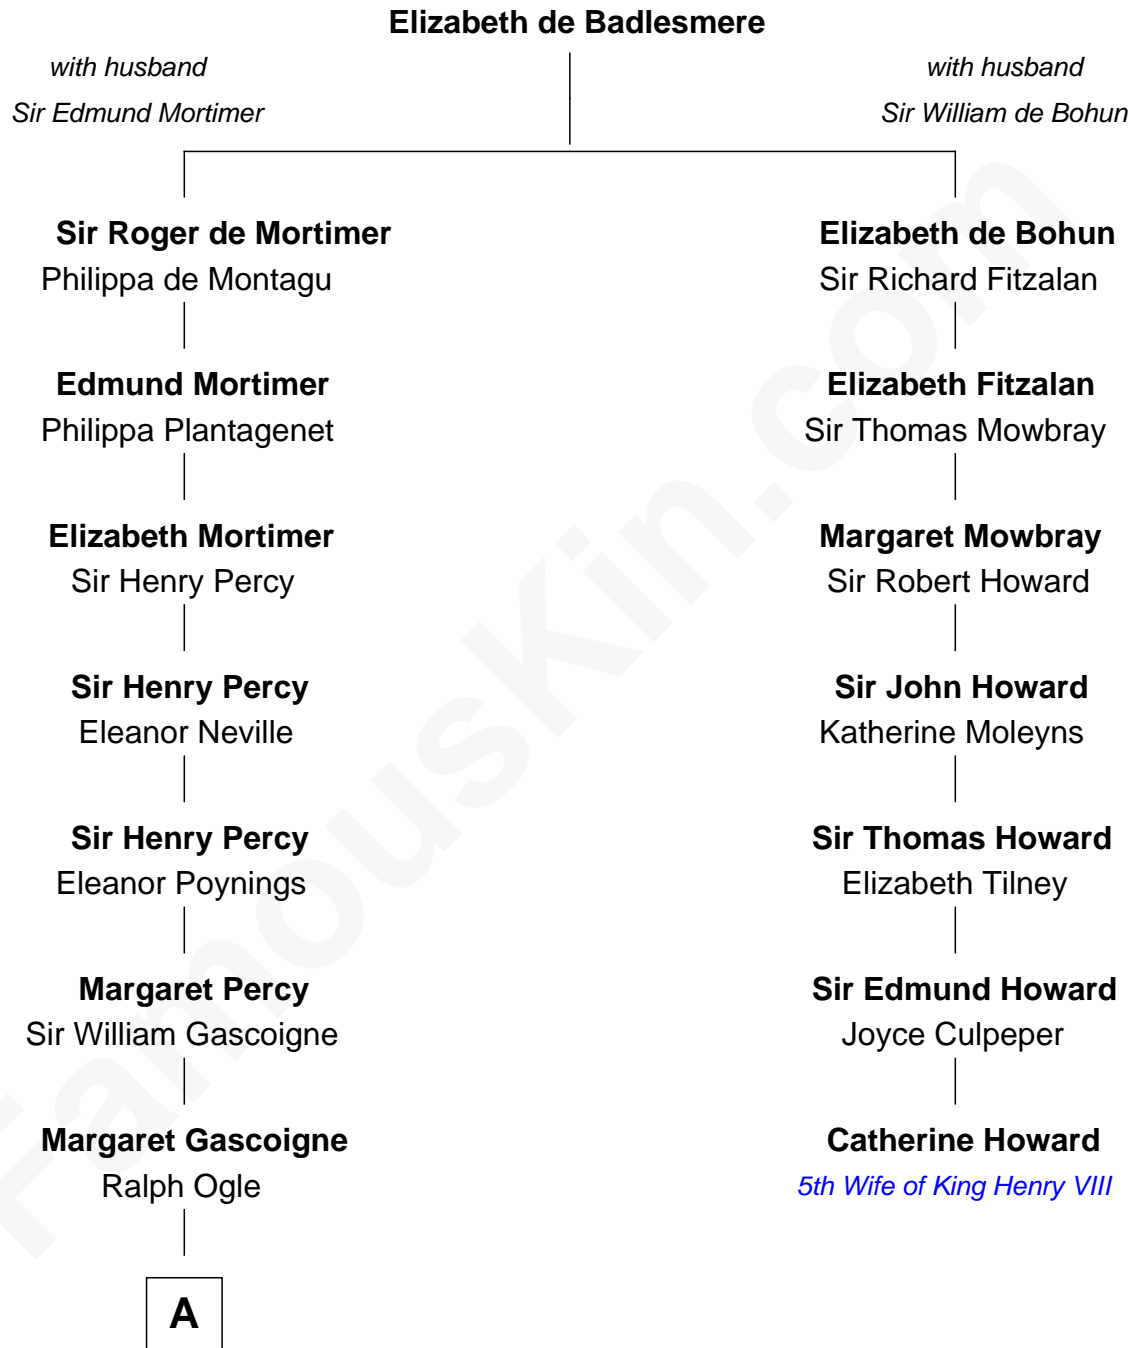 Elizabeth de Badlesmere
with husband
Sir Edmund Mortimer
with husband
Sir William de Bohun
Sir Roger de Mortimer
Philippa de Montagu
Edmund Mortimer
Philippa Plantagenet
Elizabeth Mortimer
Sir Henry Percy
Sir Henry Percy
Eleanor Neville
Sir Henry Percy
Eleanor Poynings
Margaret Percy
Sir William Gascoigne
Margaret Gascoigne
Ralph Ogle
A
Elizabeth de Bohun
Sir Richard Fitzalan
Elizabeth Fitzalan
Sir Thomas Mowbray
Margaret Mowbray
Sir Robert Howard
Sir John Howard
Katherine Moleyns
Sir Thomas Howard
Elizabeth Tilney
Sir Edmund Howard
Joyce Culpeper
Catherine Howard
5th Wife of King Henry VIII
FamousKin.com